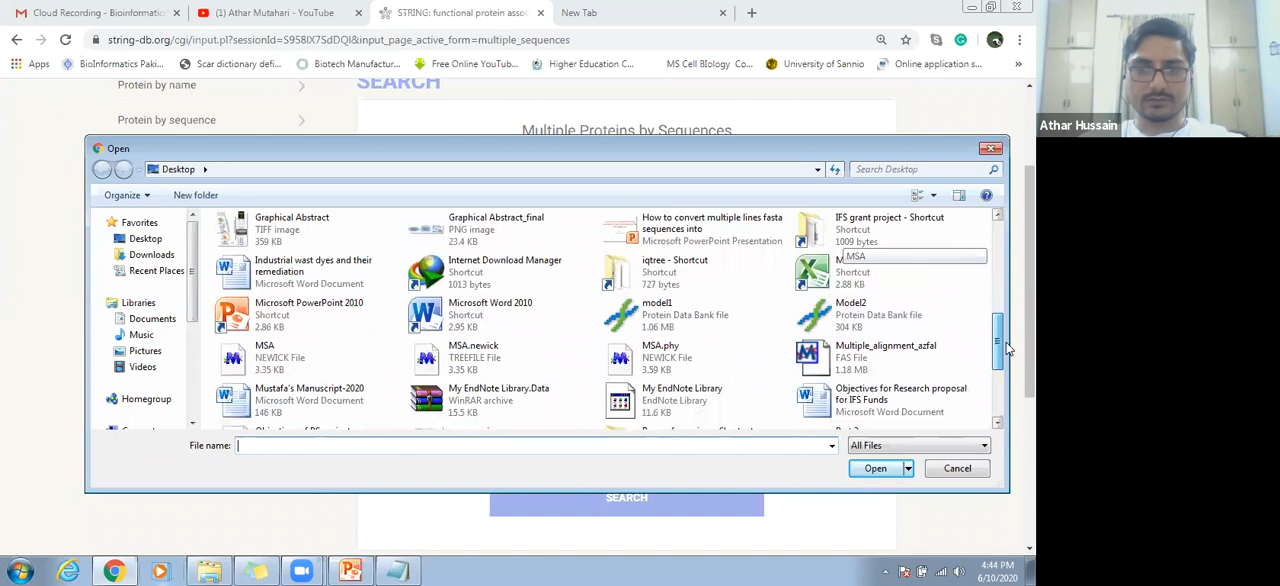 Cloud Recording - Bioinformatics
(1) Athar Mutahari - YouTube
STRING: functional protein assoc
New Tab
string-db.org/cgi/input.pl?sessionId=S958IX7SdDQI&input_page_active_form=multiple_sequences
Apps
BioInformatics Paki...
Scar dictionary defi...
Biotech Manufactur...
Free Online YouTub...
Higher Education C...
MS Cell BIology Co...
University of Sannio
Online application s...
»
Athar Hussain
Protein by name
SEARCH
Protein by sequence
Multiple Proteins by Sequences
Open
Desktop
Search Desktop
Organize
New folder
Favorites
Desktop
Downloads
Recent Places
Libraries
Documents
Music
Pictures
Videos
Homegroup
Graphical Abstract
TIFF image
359 KB
Graphical Abstract_final
PNG image
23.4 KB
How to convert multiple lines fasta
sequences into
Microsoft PowerPoint Presentation
IFS grant project - Shortcut
Shortcut
1009 bytes
Industrial wast dyes and their
remediation
Microsoft Word Document
Internet Download Manager
Shortcut
1013 bytes
iqtree - Shortcut
Shortcut
727 bytes
MSA
Shortcut
2.88 KB
Microsoft PowerPoint 2010
Shortcut
2.86 KB
Microsoft Word 2010
Shortcut
2.95 KB
model1
Protein Data Bank file
1.06 MB
Model2
Protein Data Bank file
304 KB
MSA
NEWICK File
3.35 KB
MSA.newick
TREEFILE File
3.35 KB
MSA.phy
NEWICK File
3.59 KB
Multiple_alignment_azfal
FAS File
1.18 MB
Mustafa's Manuscript-2020
Microsoft Word Document
146 KB
My EndNote Library.Data
WinRAR archive
15.5 KB
My EndNote Library
EndNote Library
11.6 KB
Objectives for Research proposal
for IFS Funds
Microsoft Word Document
File name:
All Files
Open
Cancel
SEARCH
4:44 PM
6/10/2020